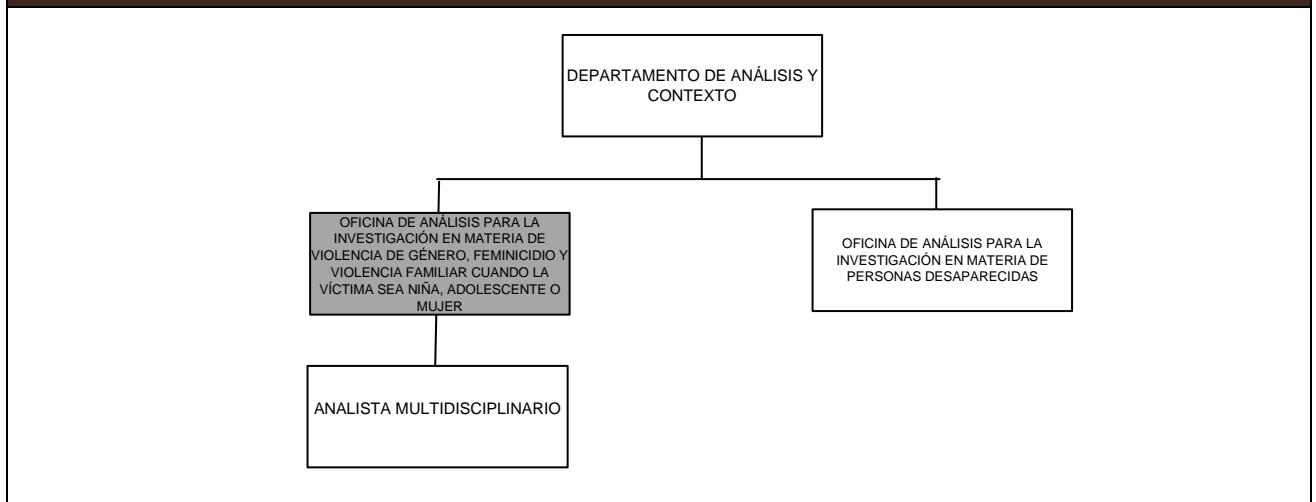 DEPARTAMENTO DE ANÁLISIS Y
CONTEXTO
OFICINA DE ANÁLISIS PARA LA
INVESTIGACIÓN EN MATERIA DE
VIOLENCIA DE GÉNERO, FEMINICIDIO Y
VIOLENCIA FAMILIAR CUANDO LA
VÍCTIMA SEA NIÑA, ADOLESCENTE O
MUJER
OFICINA DE ANÁLISIS PARA LA
INVESTIGACIÓN EN MATERIA DE
PERSONAS DESAPARECIDAS
ANALISTA MULTIDISCIPLINARIO